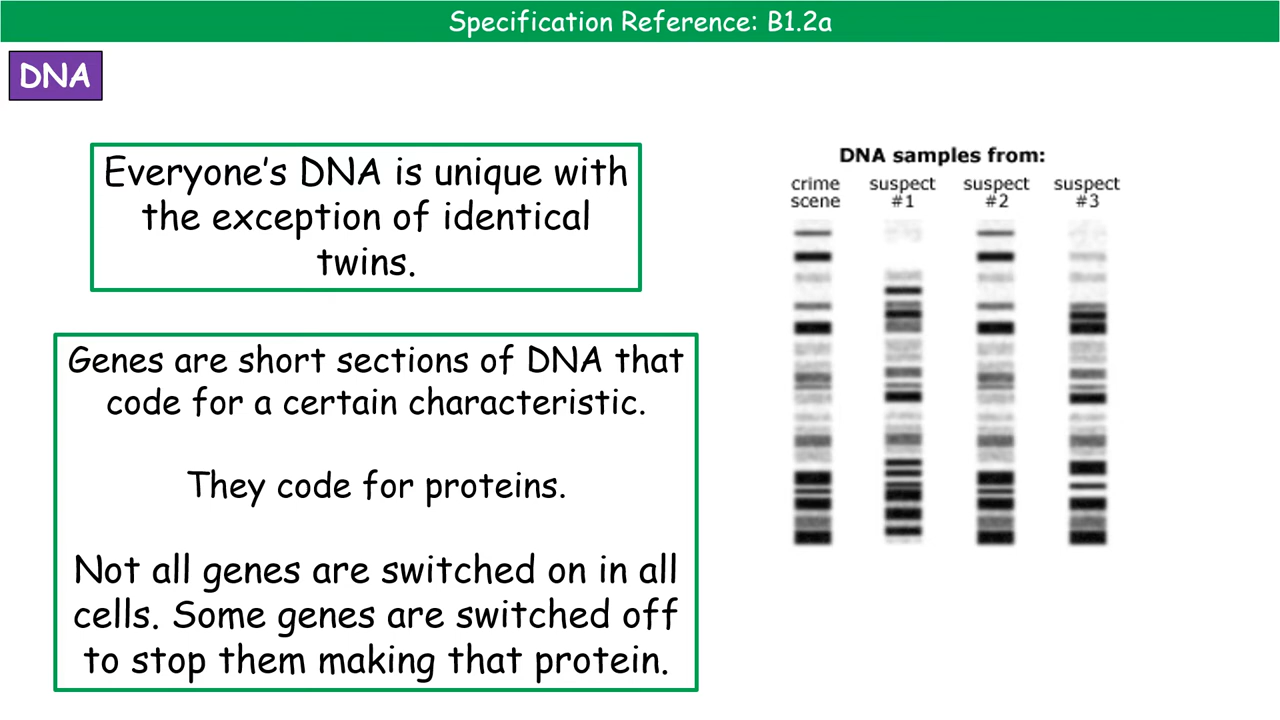 Specification Reference: B1.2a
DNA
Everyone's DNA is unique with
the exception of identical
twins.
Genes are short sections of DNA that
code for a certain characteristic.
They code for proteins.
Not all genes are switched on in all
cells. Some genes are switched off
to stop them making that protein.
DNA samples from:
crime scene
suspect #1
suspect #2
suspect #3